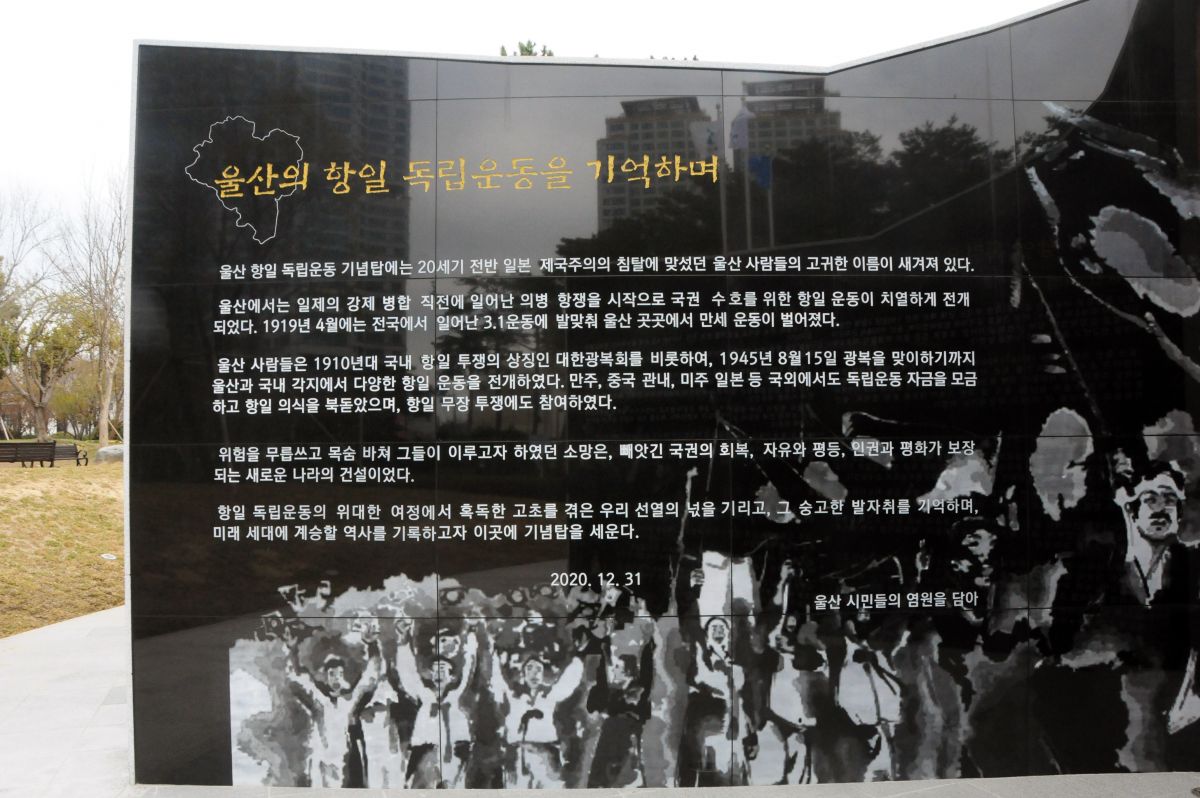 울산의 항일 독립운동을 기억하며
울산 항일 독립운동 기념탑에는 20세기 전반 일본 제국주의의 침탈에 맞섰던 울산 사람들의 고귀한 이름이 새겨져 있다.
울산에서는 일제의 강제 병합 직전에 일어난 의병 항쟁을 시작으로 국권 수호를 위한 항일 운동이 치열하게 전개
되었다. 1919년 4월에는 전국에서 일어난 3.1운동에 발맞춰 울산 곳곳에서 만세 운동이 벌어졌다.
울산 사람들은 1910년대 국내 항일 투쟁의 상징인 대한광복회를 비롯하여, 1945년 8월15일 광복을 맞이하기까지
울산과 국내 각지에서 다양한 항일 운동을 전개하였다. 만주, 중국 관내, 미주 일본 등 국외에서도 독립운동 자금을 모금
하고 항일 의식을 북돋았으며, 항일 무장 투쟁에도 참여하였다.
위험을 무릅쓰고 목숨 바쳐 그들이 이루고자 하였던 소망은, 빼앗긴 국권의 회복, 자유와 평등, 인권과 평화가 보장
되는 새로운 나라의 건설이었다.
항일 독립운동의 위대한 여정에서 혹독한 고초를 겪은 우리 선열의 넋을 기리고, 그 숭고한 발자취를 기억하며,
미래 세대에 계승할 역사를 기록하고자 이곳에 기념탑을 세운다.
2020. 12. 31
울산 시민들의 염원을 담아